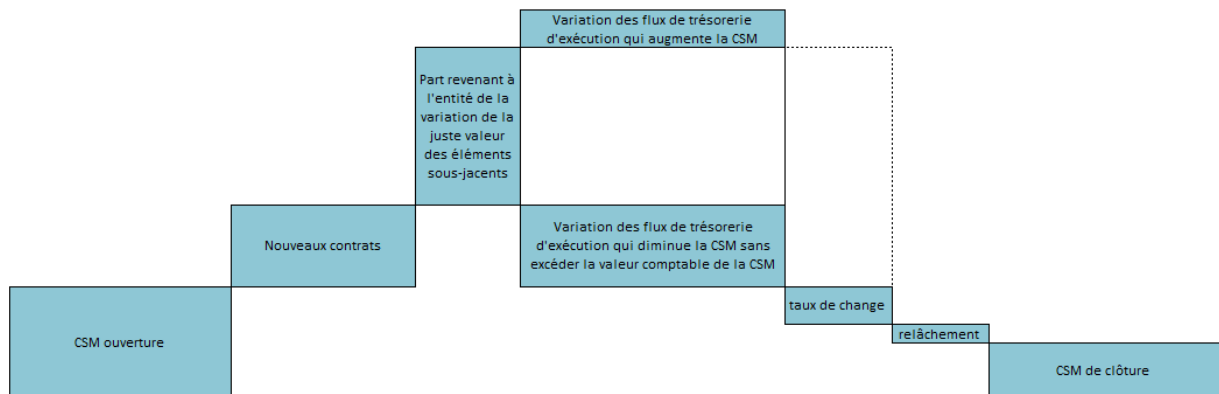 Variation des flux de trésorerie
d'exécution qui augmente la CSM
Part revenant à
l'entité de la
variation de la
juste valeur
des éléments
sous-jacents
Nouveaux contrats
Variation des flux de trésorerie
d'exécution qui diminue la CSM sans
excéder la valeur comptable de la CSM
taux de change
relâchement
CSM ouverture
CSM de clôture